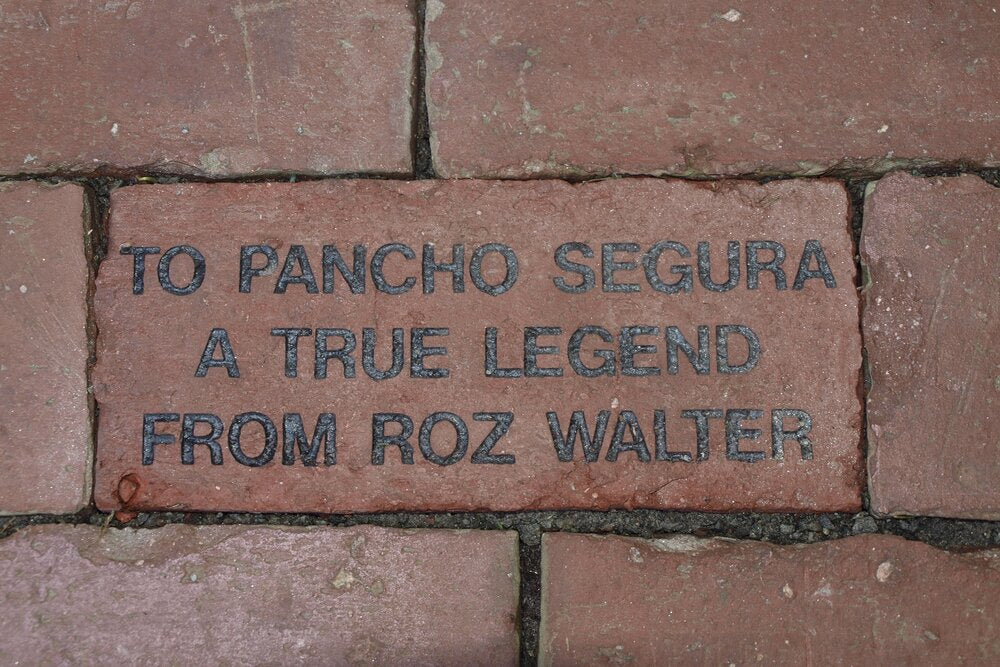 TO PANCHO SEGURA
A TRUE LEGEND
FROM ROZ WALTER